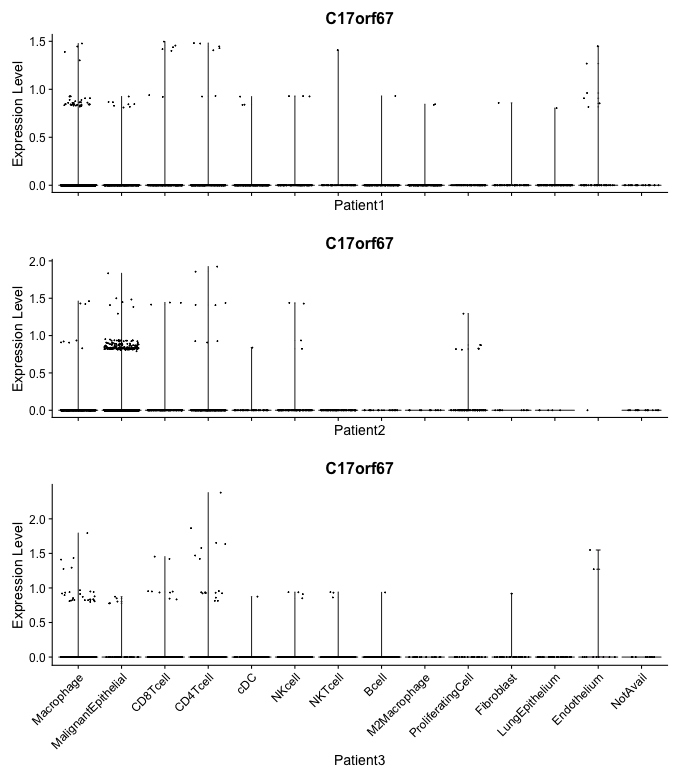 C17orf67
Expression Level
1.5
1.0
0.5
0.0
Patient1
C17orf67
Expression Level
2.0
1.5
1.0
0.5
0.0
Patient2
C17orf67
Expression Level
2.0
1.5
1.0
0.5
0.0
Macrophage
MalignantEpithelial
CD8Tcell
CD4Tcell
cDC
NKcell
NKTcell
Bcell
M2Macrophage
ProliferatingCell
Fibroblast
LungEpithelium
Endothelium
NotAvail
Patient3